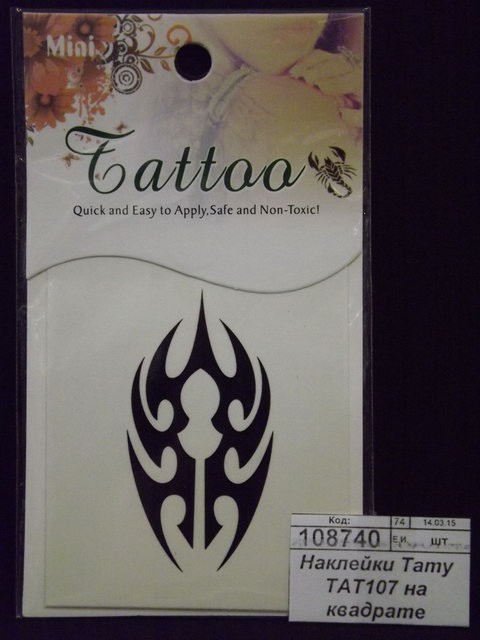 Mini
Tattoo
Quick and Easy to Apply,Safe and Non-Toxic!
Код: 74 14.03.15
108740 Е.И. шт
Наклейки Тату
ТАТ107 на
квадрате